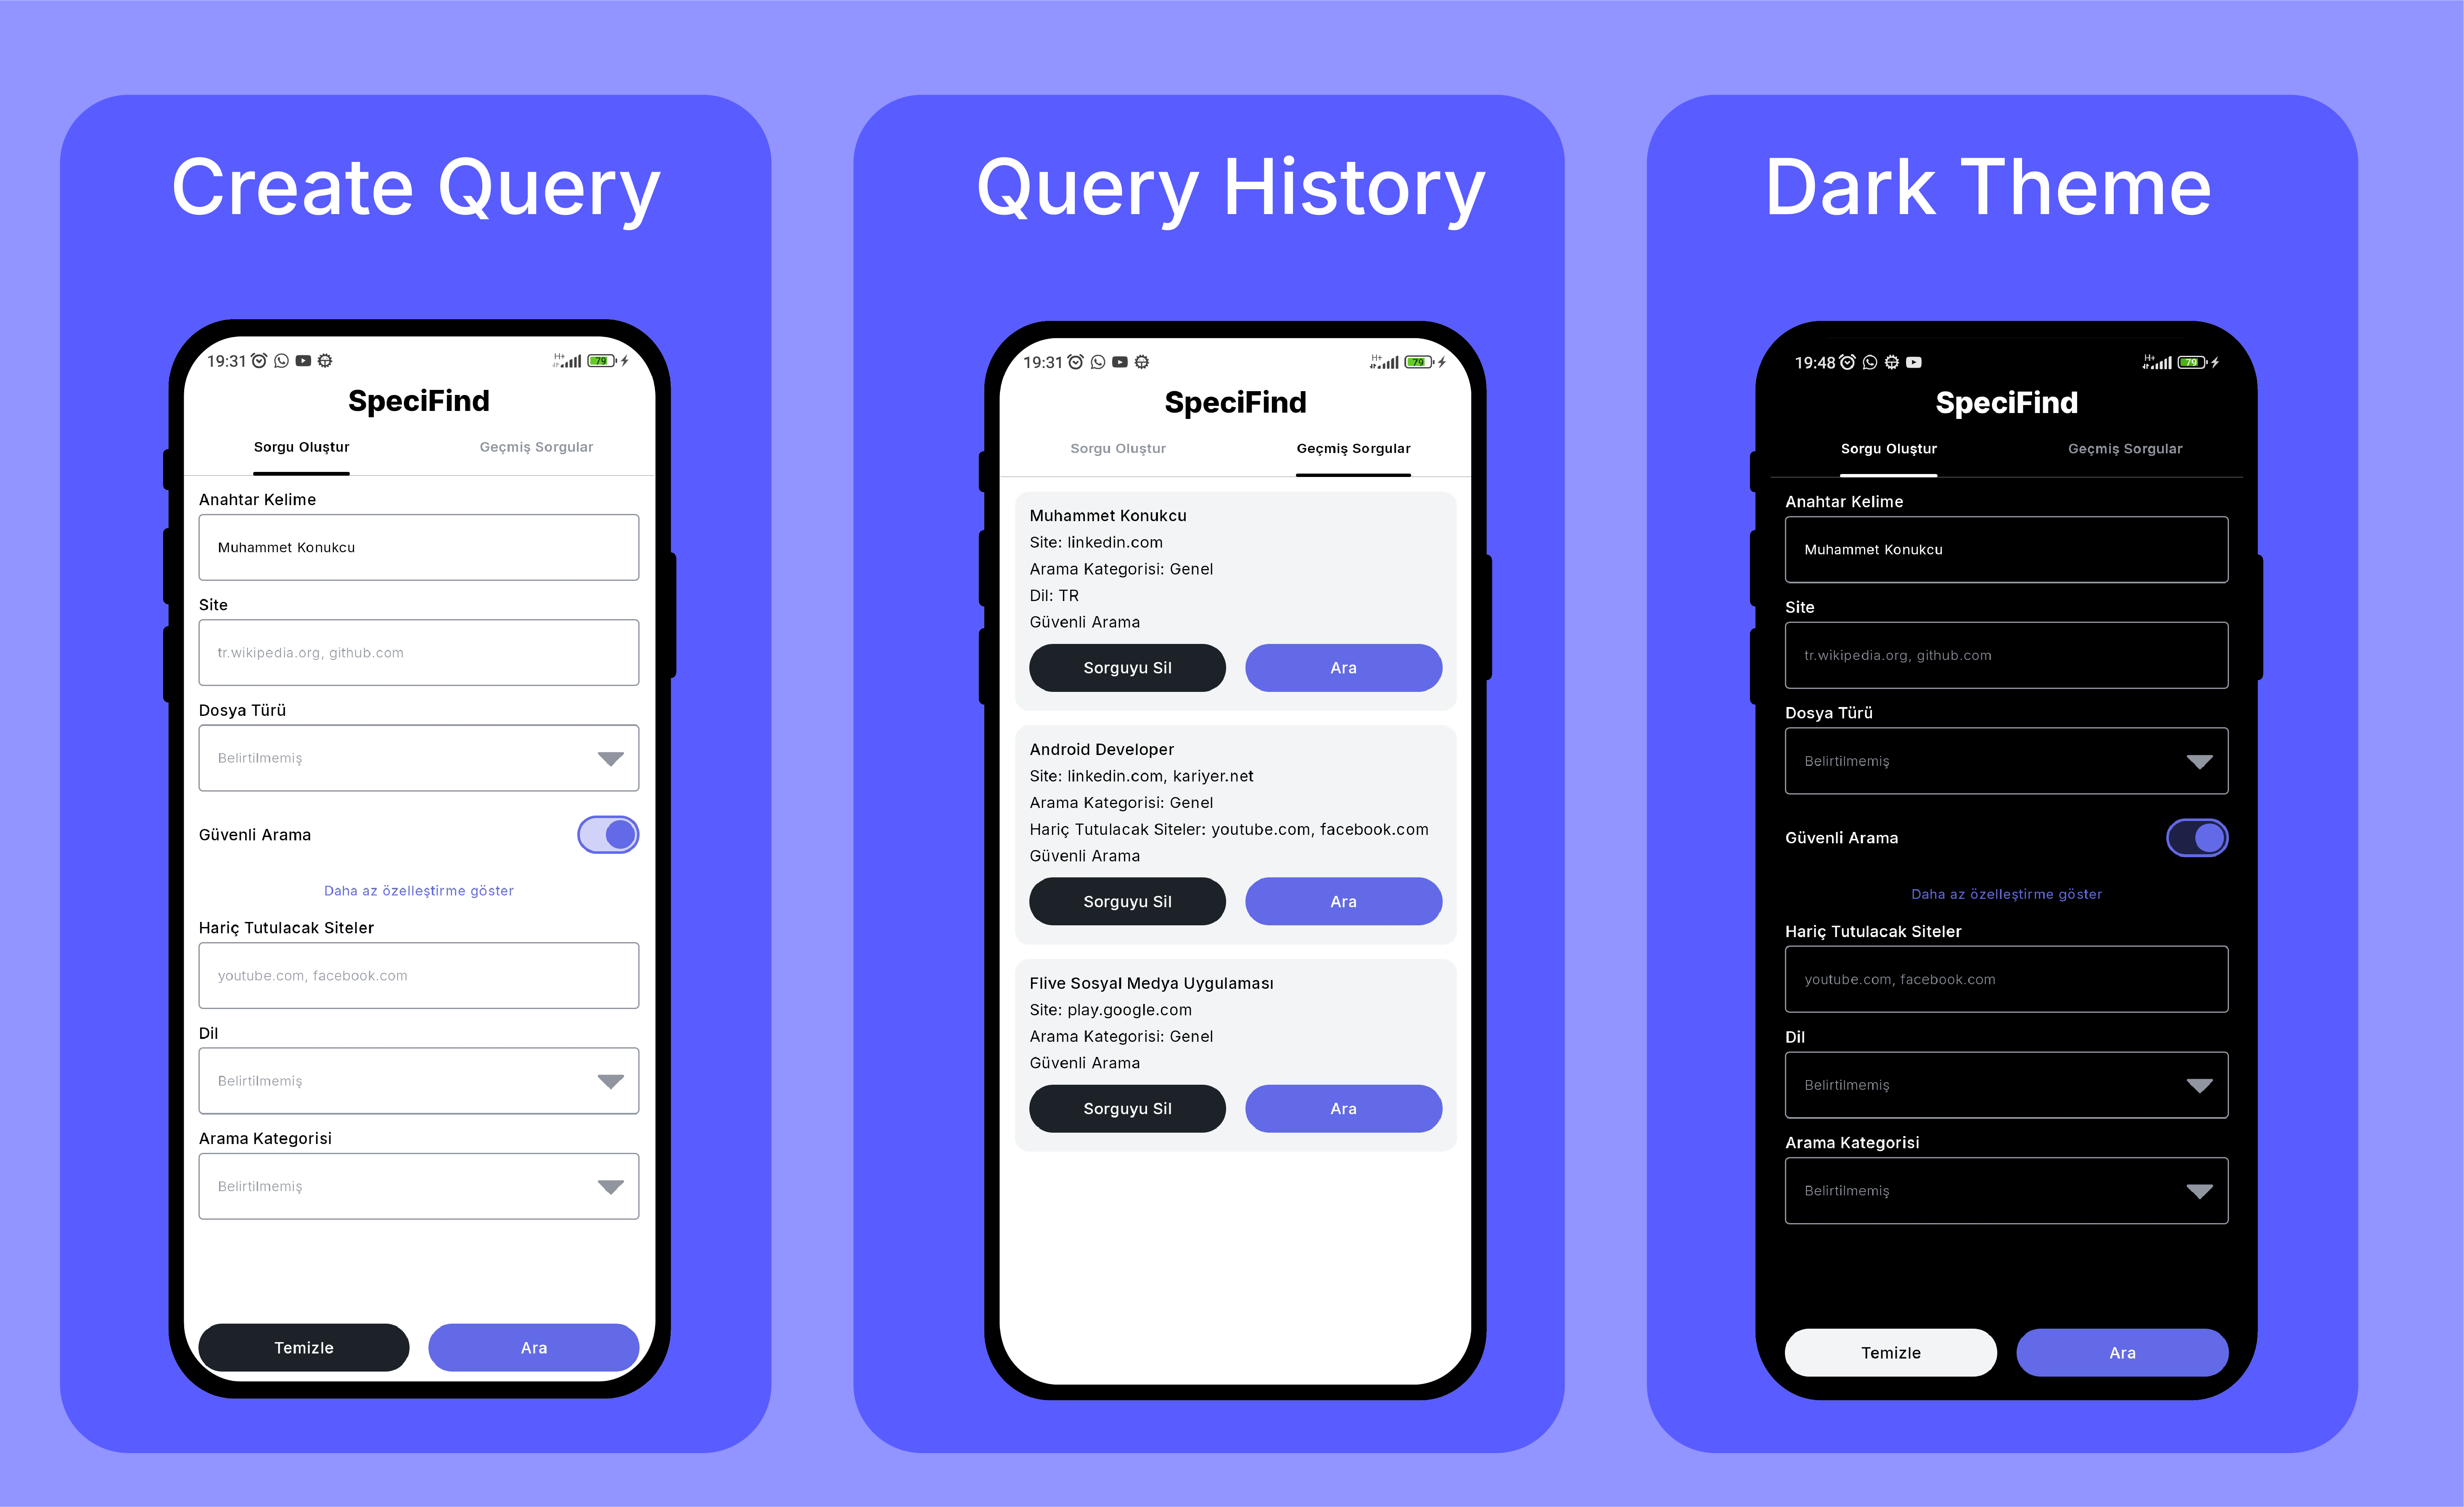 Create Query
19:31
H+
79
SpeciFind
Sorgu Oluştur
Geçmiş Sorgular
Anahtar Kelime
Muhammet Konukcu
Site
tr.wikipedia.org, github.com
Dosya Türü
Belirtilmemiş
Güvenli Arama
Daha az özelleştirme göster
Hariç Tutulacak Siteler
youtube.com, facebook.com
Dil
Belirtilmemiş
Arama Kategorisi
Belirtilmemiş
Temizle
Ara
Query History
19:31
H+
79
SpeciFind
Sorgu Oluştur
Geçmiş Sorgular
Muhammet Konukcu
Site: linkedin.com
Arama Kategorisi: Genel
Dil: TR
Güvenli Arama
Sorguyu Sil
Ara
Android Developer
Site: linkedin.com, kariyer.net
Arama Kategorisi: Genel
Hariç Tutulacak Siteler: youtube.com, facebook.com
Güvenli Arama
Sorguyu Sil
Ara
Flive Sosyal Medya Uygulaması
Site: play.google.com
Arama Kategorisi: Genel
Güvenli Arama
Sorguyu Sil
Ara
Dark Theme
19:48
H+
79
SpeciFind
Sorgu Oluştur
Geçmiş Sorgular
Anahtar Kelime
Muhammet Konukcu
Site
tr.wikipedia.org, github.com
Dosya Türü
Belirtilmemiş
Güvenli Arama
Daha az özelleştirme göster
Hariç Tutulacak Siteler
youtube.com, facebook.com
Dil
Belirtilmemiş
Arama Kategorisi
Belirtilmemiş
Temizle
Ara